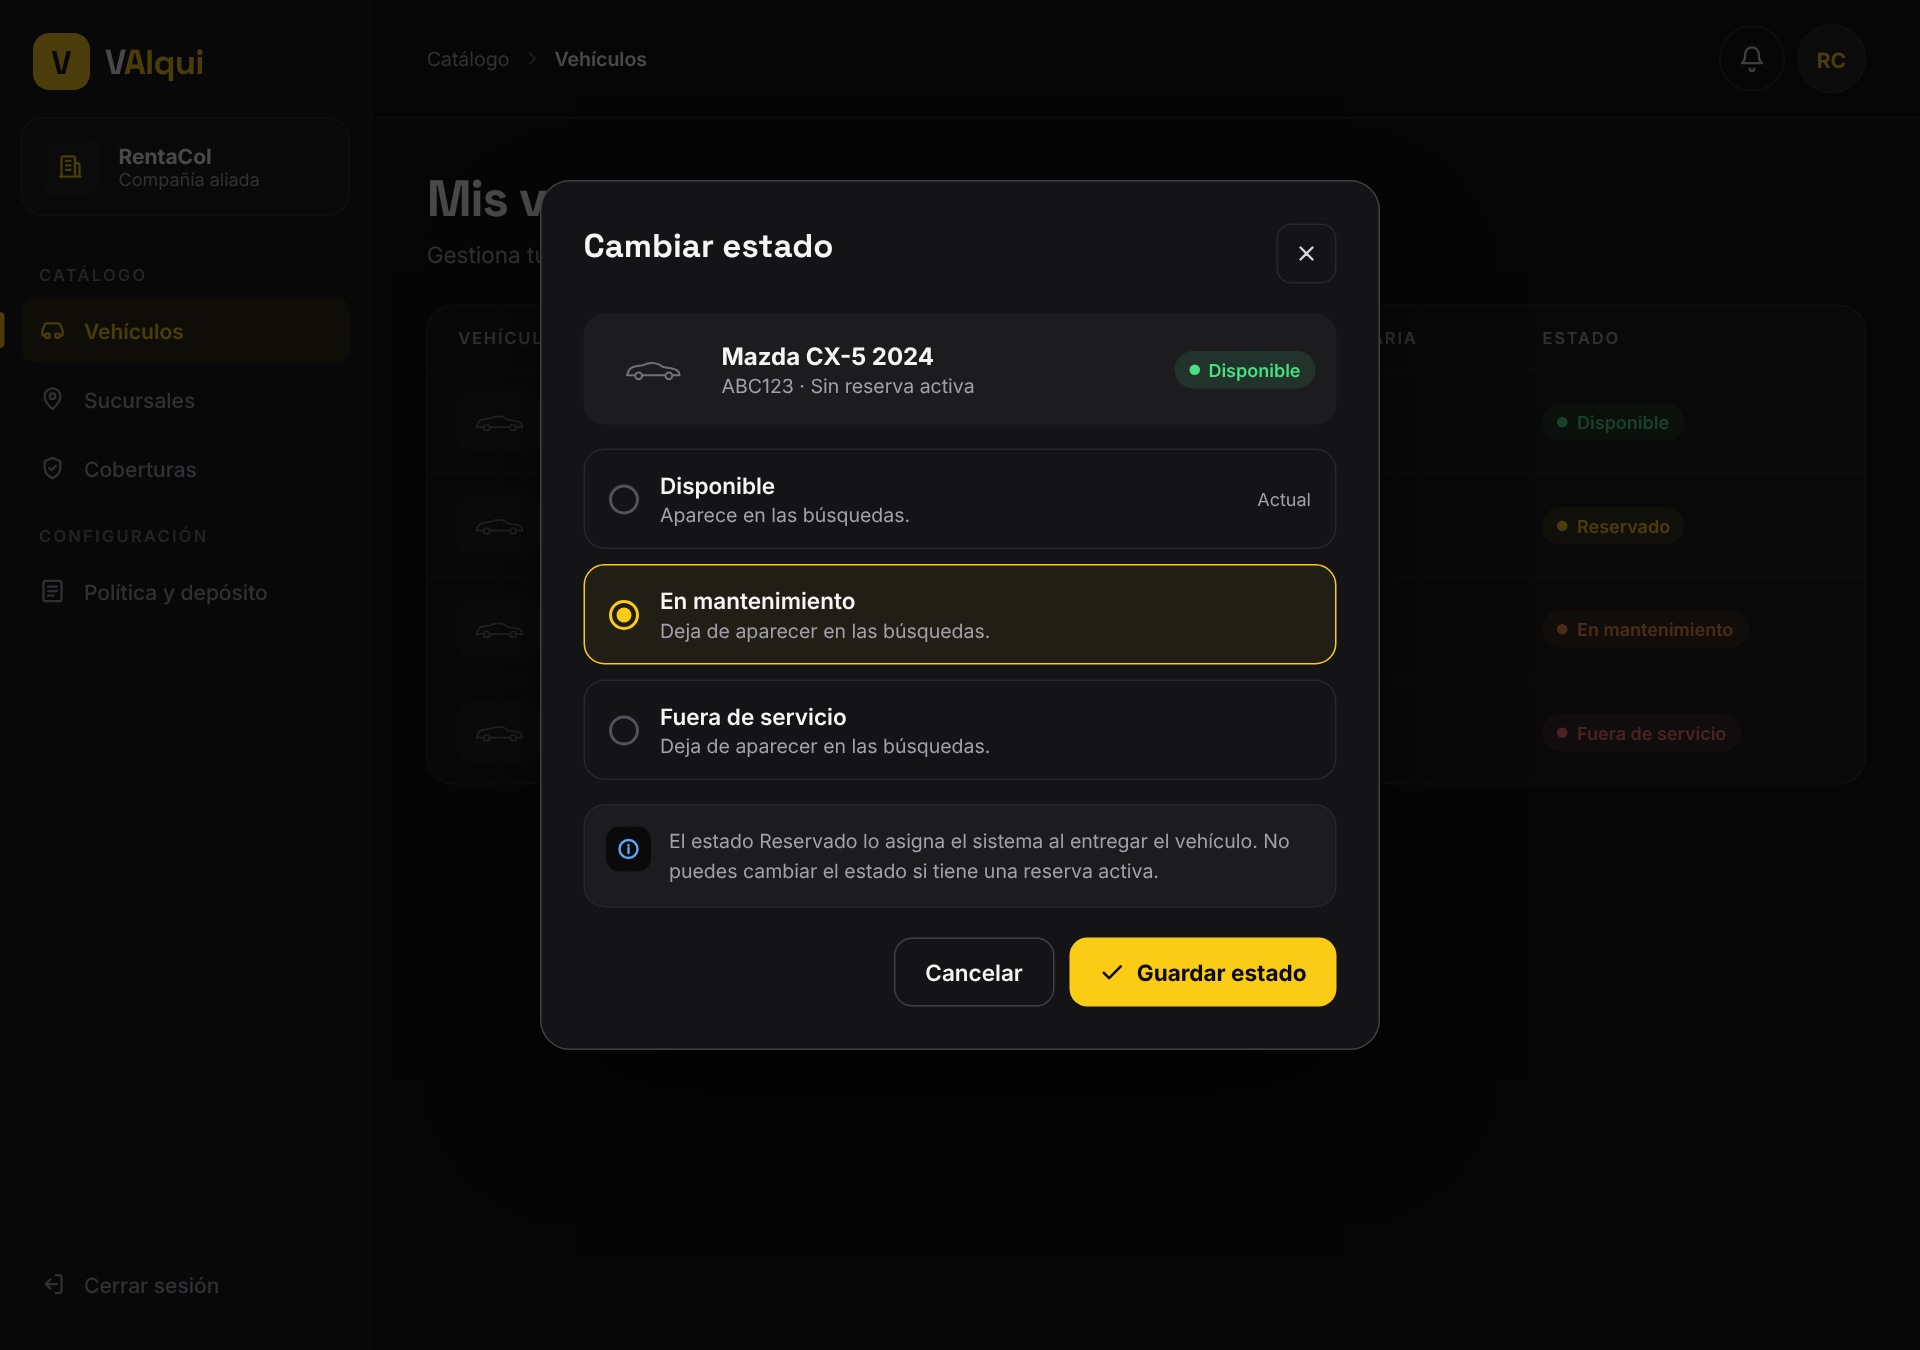 V VAlqui
Catálogo > Vehículos
RC
RentaCol
Compañía aliada
CATÁLOGO
Vehículos
Sucursales
Coberturas
CONFIGURACIÓN
Política y depósito
Cerrar sesión
Mis v
Gestiona tu
VEHÍCUL
ARIA
ESTADO
Disponible
Reservado
En mantenimiento
Fuera de servicio
Cambiar estado
Mazda CX-5 2024
ABC123 · Sin reserva activa
Disponible
Disponible
Aparece en las búsquedas.
Actual
En mantenimiento
Deja de aparecer en las búsquedas.
Fuera de servicio
Deja de aparecer en las búsquedas.
El estado Reservado lo asigna el sistema al entregar el vehículo. No
puedes cambiar el estado si tiene una reserva activa.
Cancelar
Guardar estado